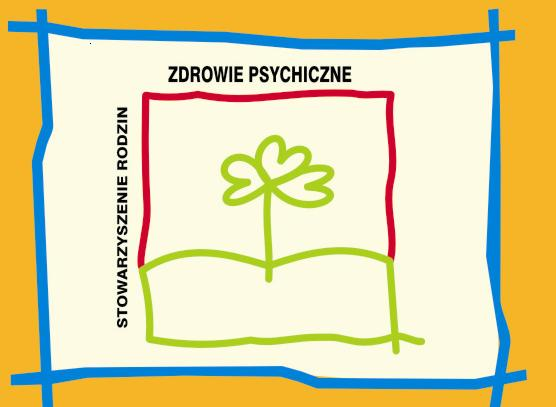 ZDROWIE PSYCHICZNE
STOWARZYSZENIE RODZIN